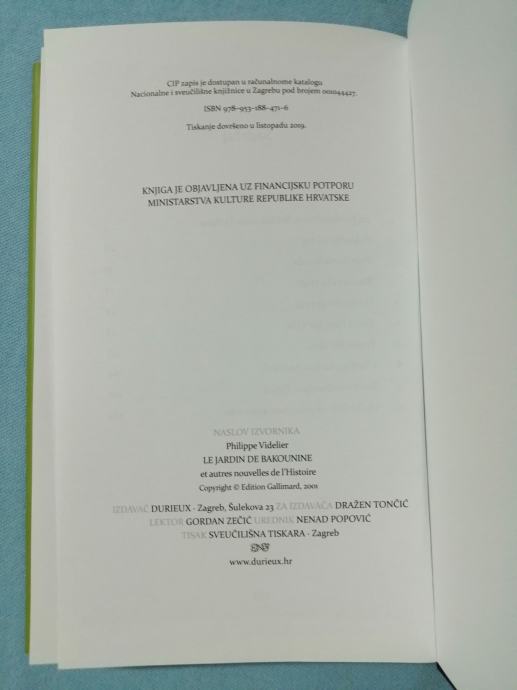 CIP zapis je dostupan u računalnome katalogu
Nacionalne i sveučilišne knjižnice u Zagrebu pod brojem 001044427.
ISBN 978-953-188-471-6
Tiskanje dovršeno u listopadu 2019.
KNJIGA JE OBJAVLJENA UZ FINANCIJSKU POTPORU
MINISTARSTVA KULTURE REPUBLIKE HRVATSKE
NASLOV IZVORNIKA
Philippe Videlier
LE JARDIN DE BAKOUNINE
et autres nouvelles de l'Histoire
Copyright © Edition Gallimard, 2001
IZDAVAČ DURIEUX · Zagreb, Šulekova 23 ZA IZDAVAČA DRAŽEN TONČIĆ
LEKTOR GORDAN ZEČIĆ UREDNIK NENAD POPOVIĆ
TISAK SVEUČILIŠNA TISKARA · Zagreb
www.durieux.hr